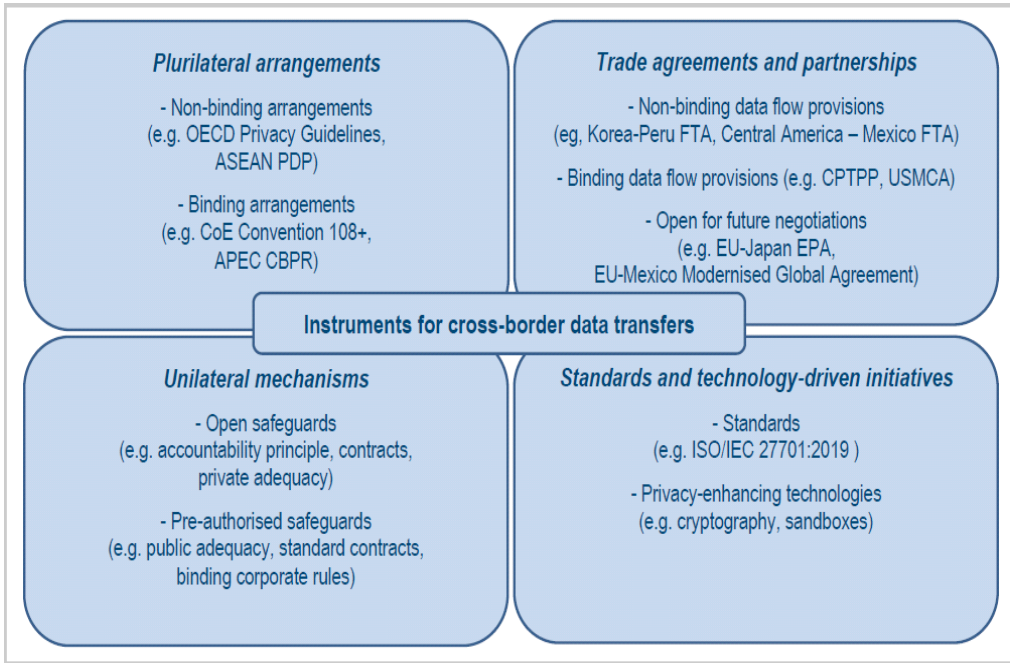 Plurilateral arrangements
- Non-binding arrangements
(e.g. OECD Privacy Guidelines,
ASEAN PDP)
- Binding arrangements
(e.g. CoE Convention 108+,
APEC CBPR)
Trade agreements and partnerships
- Non-binding data flow provisions
(eg, Korea-Peru FTA, Central America – Mexico FTA)
- Binding data flow provisions (e.g. CPTPP, USMCA)
- Open for future negotiations
(e.g. EU-Japan EPA,
EU-Mexico Modernised Global Agreement)
Instruments for cross-border data transfers
Unilateral mechanisms
- Open safeguards
(e.g. accountability principle, contracts,
private adequacy)
- Pre-authorised safeguards
(e.g. public adequacy, standard contracts,
binding corporate rules)
Standards and technology-driven initiatives
- Standards
(e.g. ISO/IEC 27701:2019 )
- Privacy-enhancing technologies
(e.g. cryptography, sandboxes)